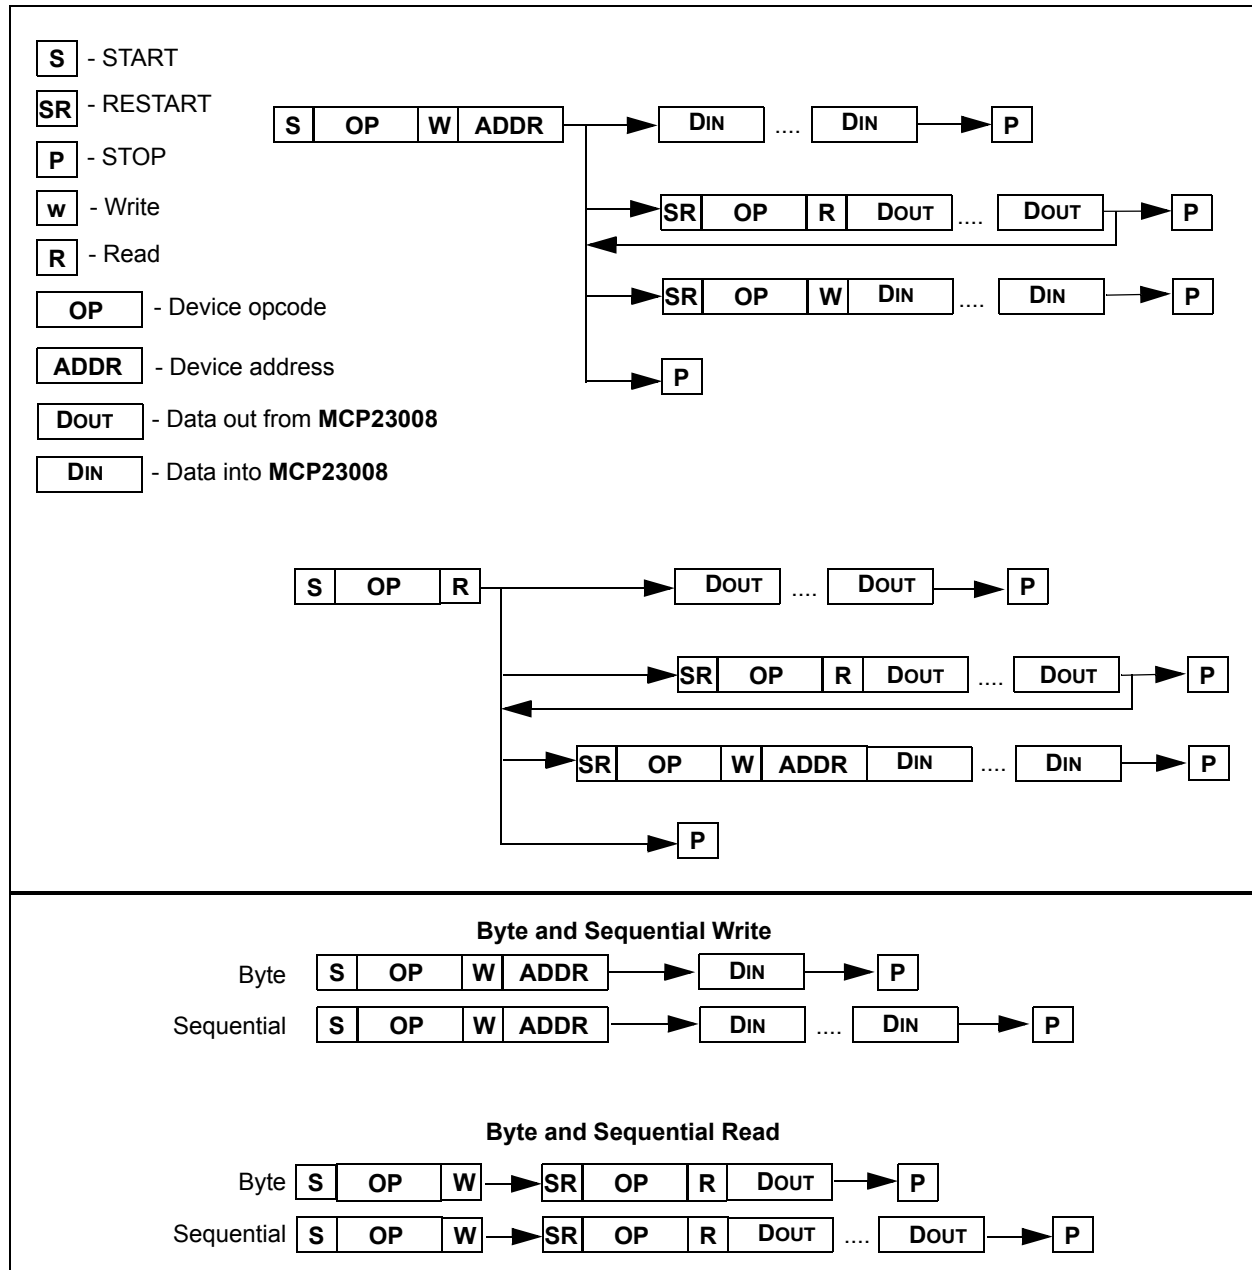 S - START
SR - RESTART
P - STOP
w - Write
R - Read
OP - Device opcode
ADDR - Device address
DOUT - Data out from MCP23008
DIN - Data into MCP23008
S OP W ADDR DIN .... DIN P
SR OP R DOUT .... DOUT P
SR OP W DIN .... DIN P
P
S OP R DOUT .... DOUT P
SR OP R DOUT .... DOUT P
SR OP W ADDR DIN .... DIN P
P
Byte and Sequential Write
Byte S OP W ADDR DIN P
Sequential S OP W ADDR DIN .... DIN P
Byte and Sequential Read
Byte S OP W SR OP R DOUT P
Sequential S OP W SR OP R DOUT .... DOUT P